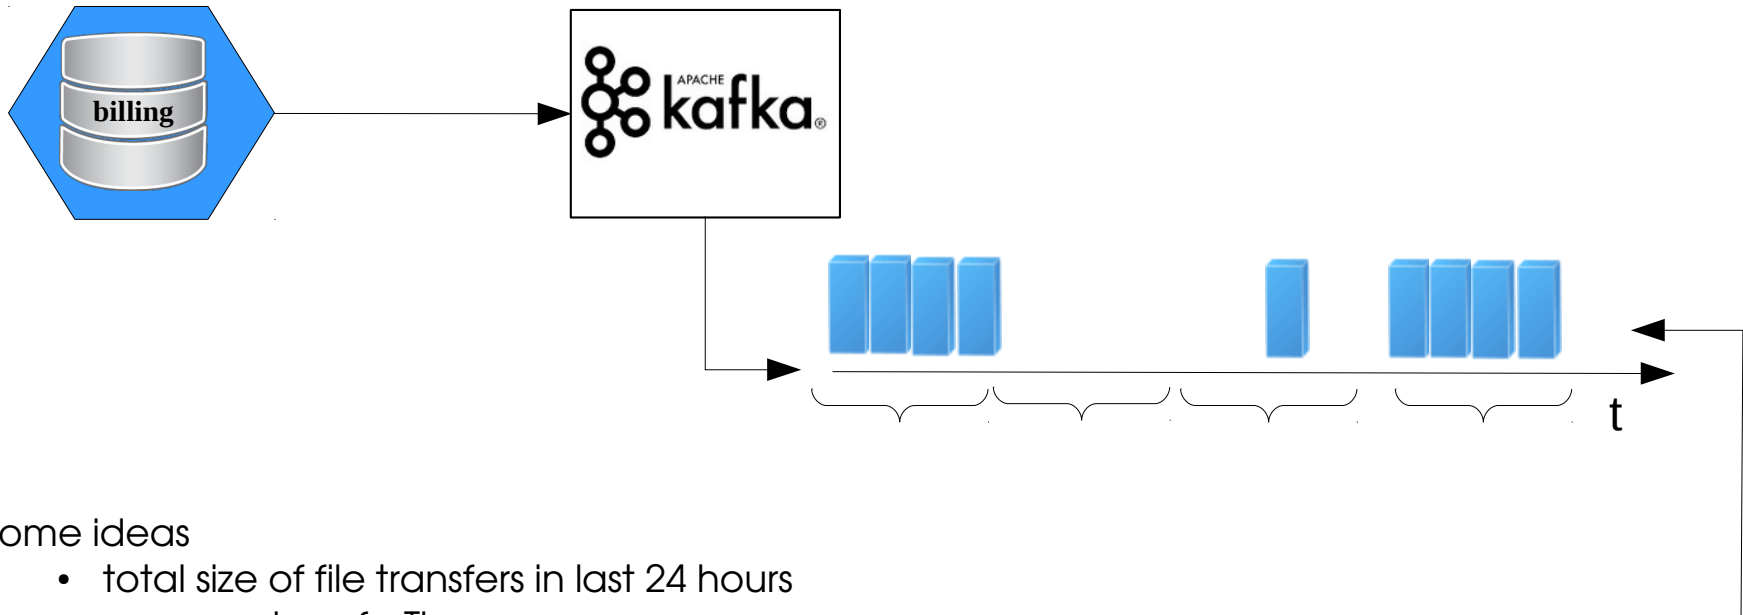 billing
APACHE
kafka®
t
ome ideas
• total size of file transfers in last 24 hours